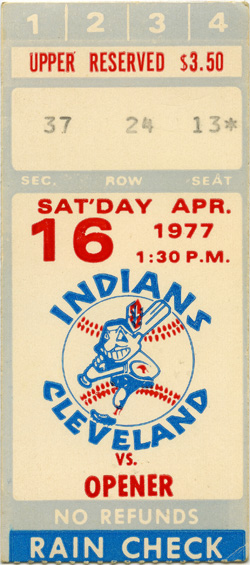 1 2 3 4
UPPER RESERVED $3.50
37 24 13*
SEC. ROW SEAT
SAT'DAY APR.
16 1977
1:30 P.M.
INDIANS
CLEVELAND
VS.
OPENER
NO REFUNDS
RAIN CHECK